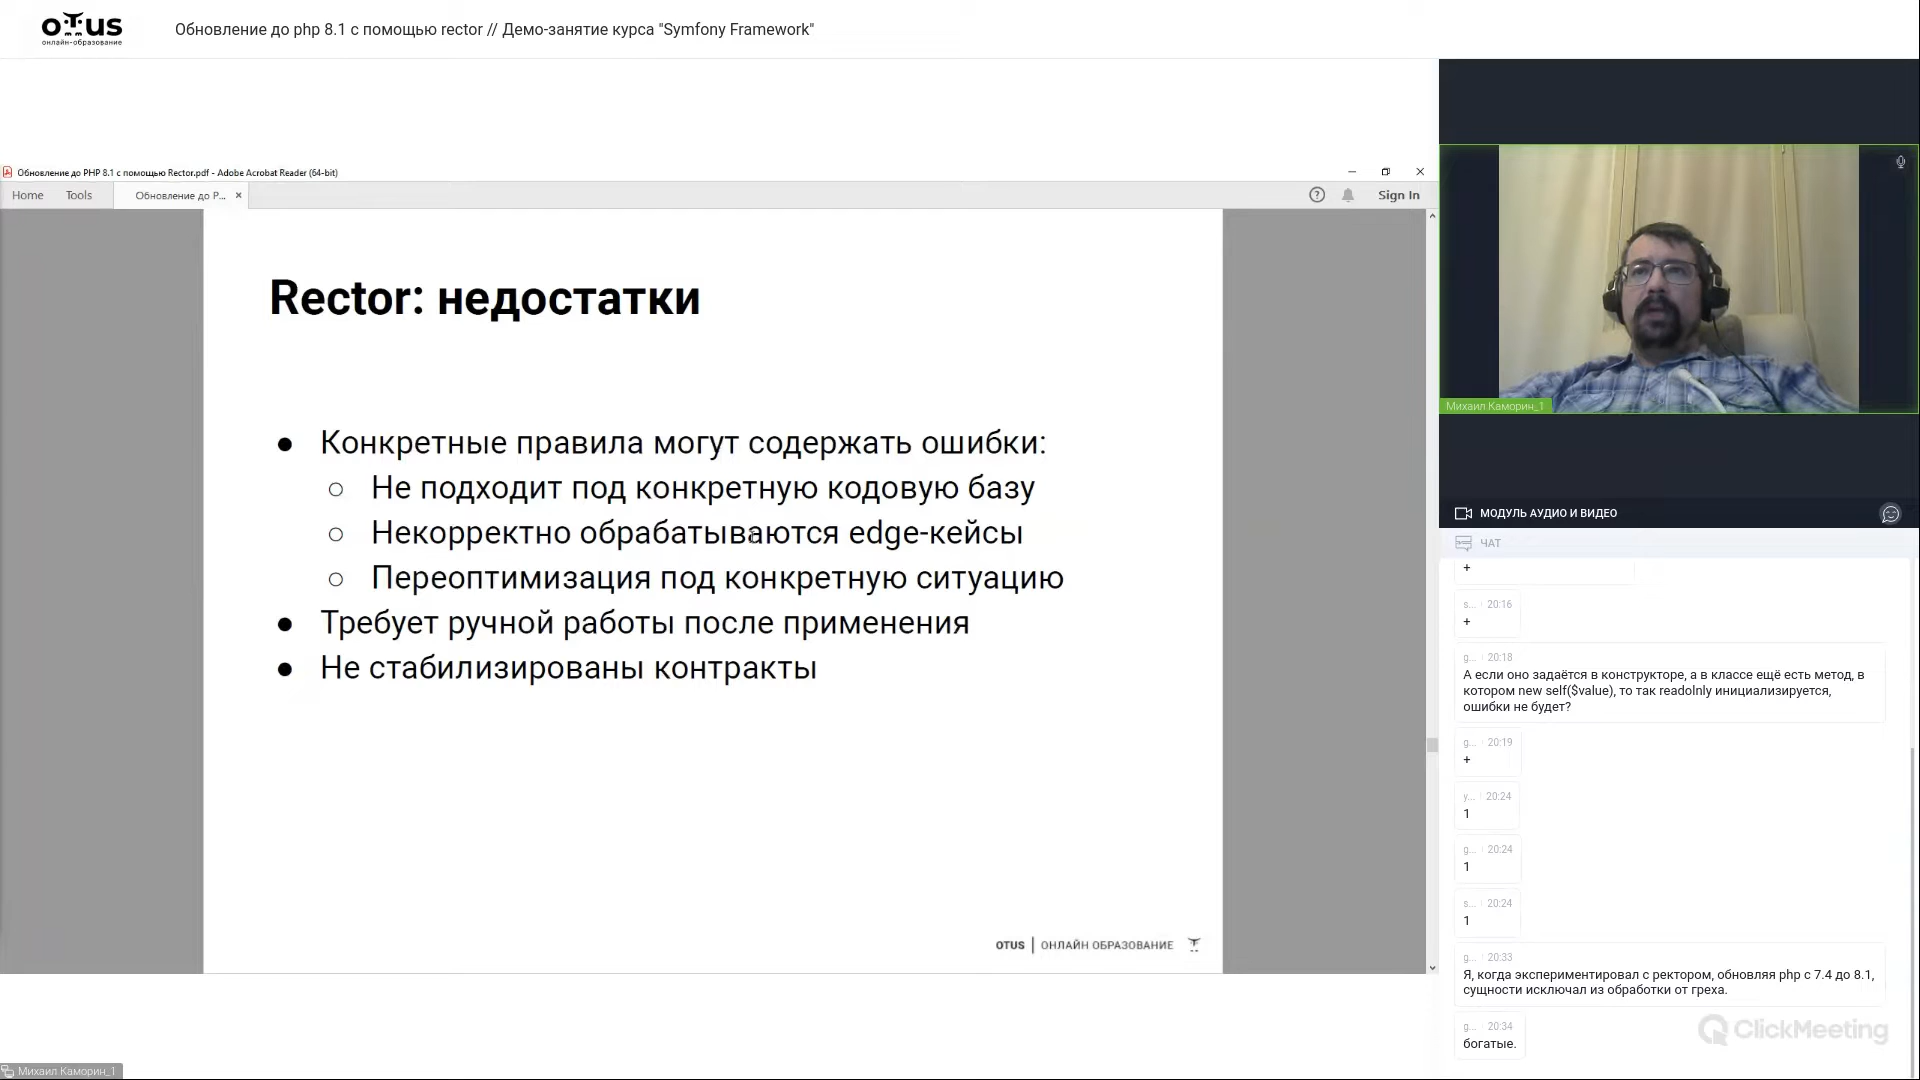 otus
онлайн-образование
Обновление до php 8.1 с помощью rector // Демо-занятие курса "Symfony Framework"
Обновление до PHP 8.1 с помощью Rector.pdf - Adobe Acrobat Reader (64-bit)
Home
Tools
Обновление до P...
Sign In
Rector: недостатки
● Конкретные правила могут содержать ошибки:
○ Не подходит под конкретную кодовую базу
○ Некорректно обрабатываются edge-кейсы
○ Переоптимизация под конкретную ситуацию
● Требует ручной работы после применения
● Не стабилизированы контракты
OTUS | ОНЛАЙН ОБРАЗОВАНИЕ
Михаил Каморин_1
Михаил Каморин_1
МОДУЛЬ АУДИО И ВИДЕО
ЧАТ
+
s... 20:16
+
g... 20:18
А если оно задаётся в конструкторе, а в классе ещё есть метод, в
котором new self($value), то так readolnly инициализируется,
ошибки не будет?
g... 20:19
+
y... 20:24
1
g... 20:24
1
s... 20:24
1
g... 20:33
Я, когда экспериментировал с ректором, обновляя php с 7.4 до 8.1,
сущности исключал из обработки от греха.
g... 20:34
богатые.
ClickMeeting